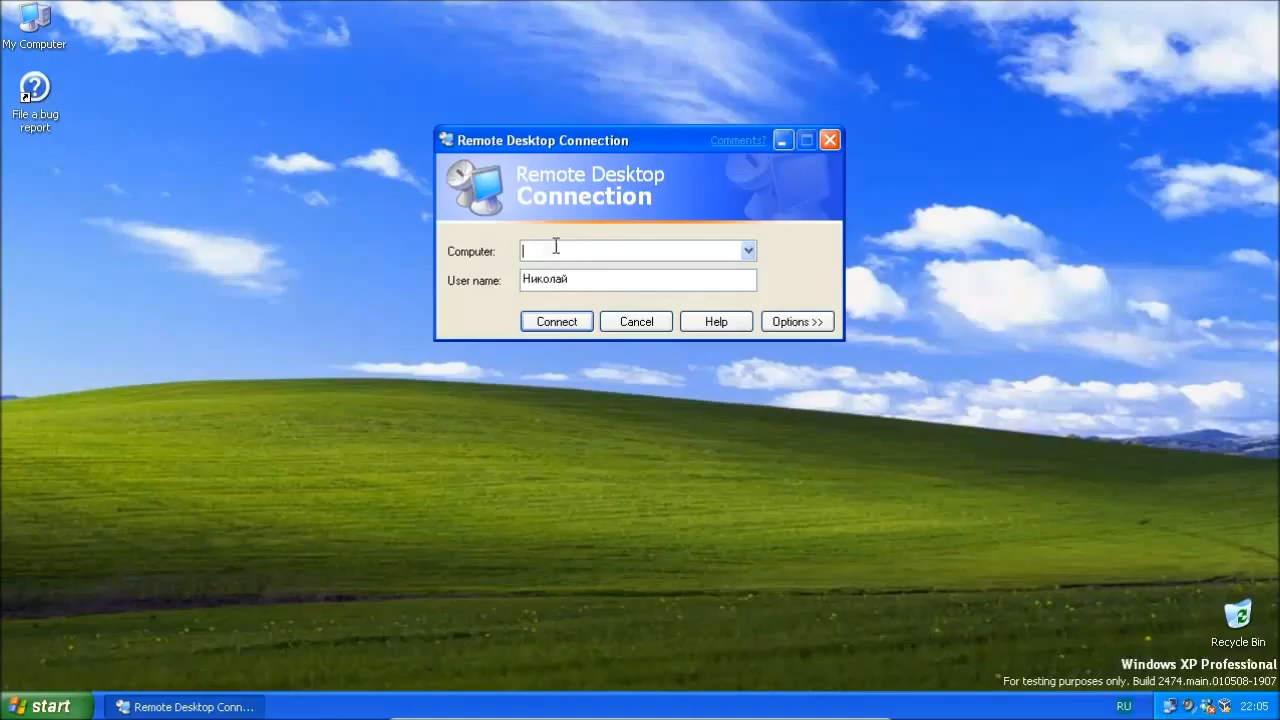 My Computer
File a bug
report
Remote Desktop Connection
Comments?
Remote Desktop
Connection
Computer:
User name:
Николай
Connect
Cancel
Help
Options >>
Recycle Bin
Windows XP Professional
For testing purposes only. Build 2474.main.010508-1907
start
Remote Desktop Conn...
RU
22:05